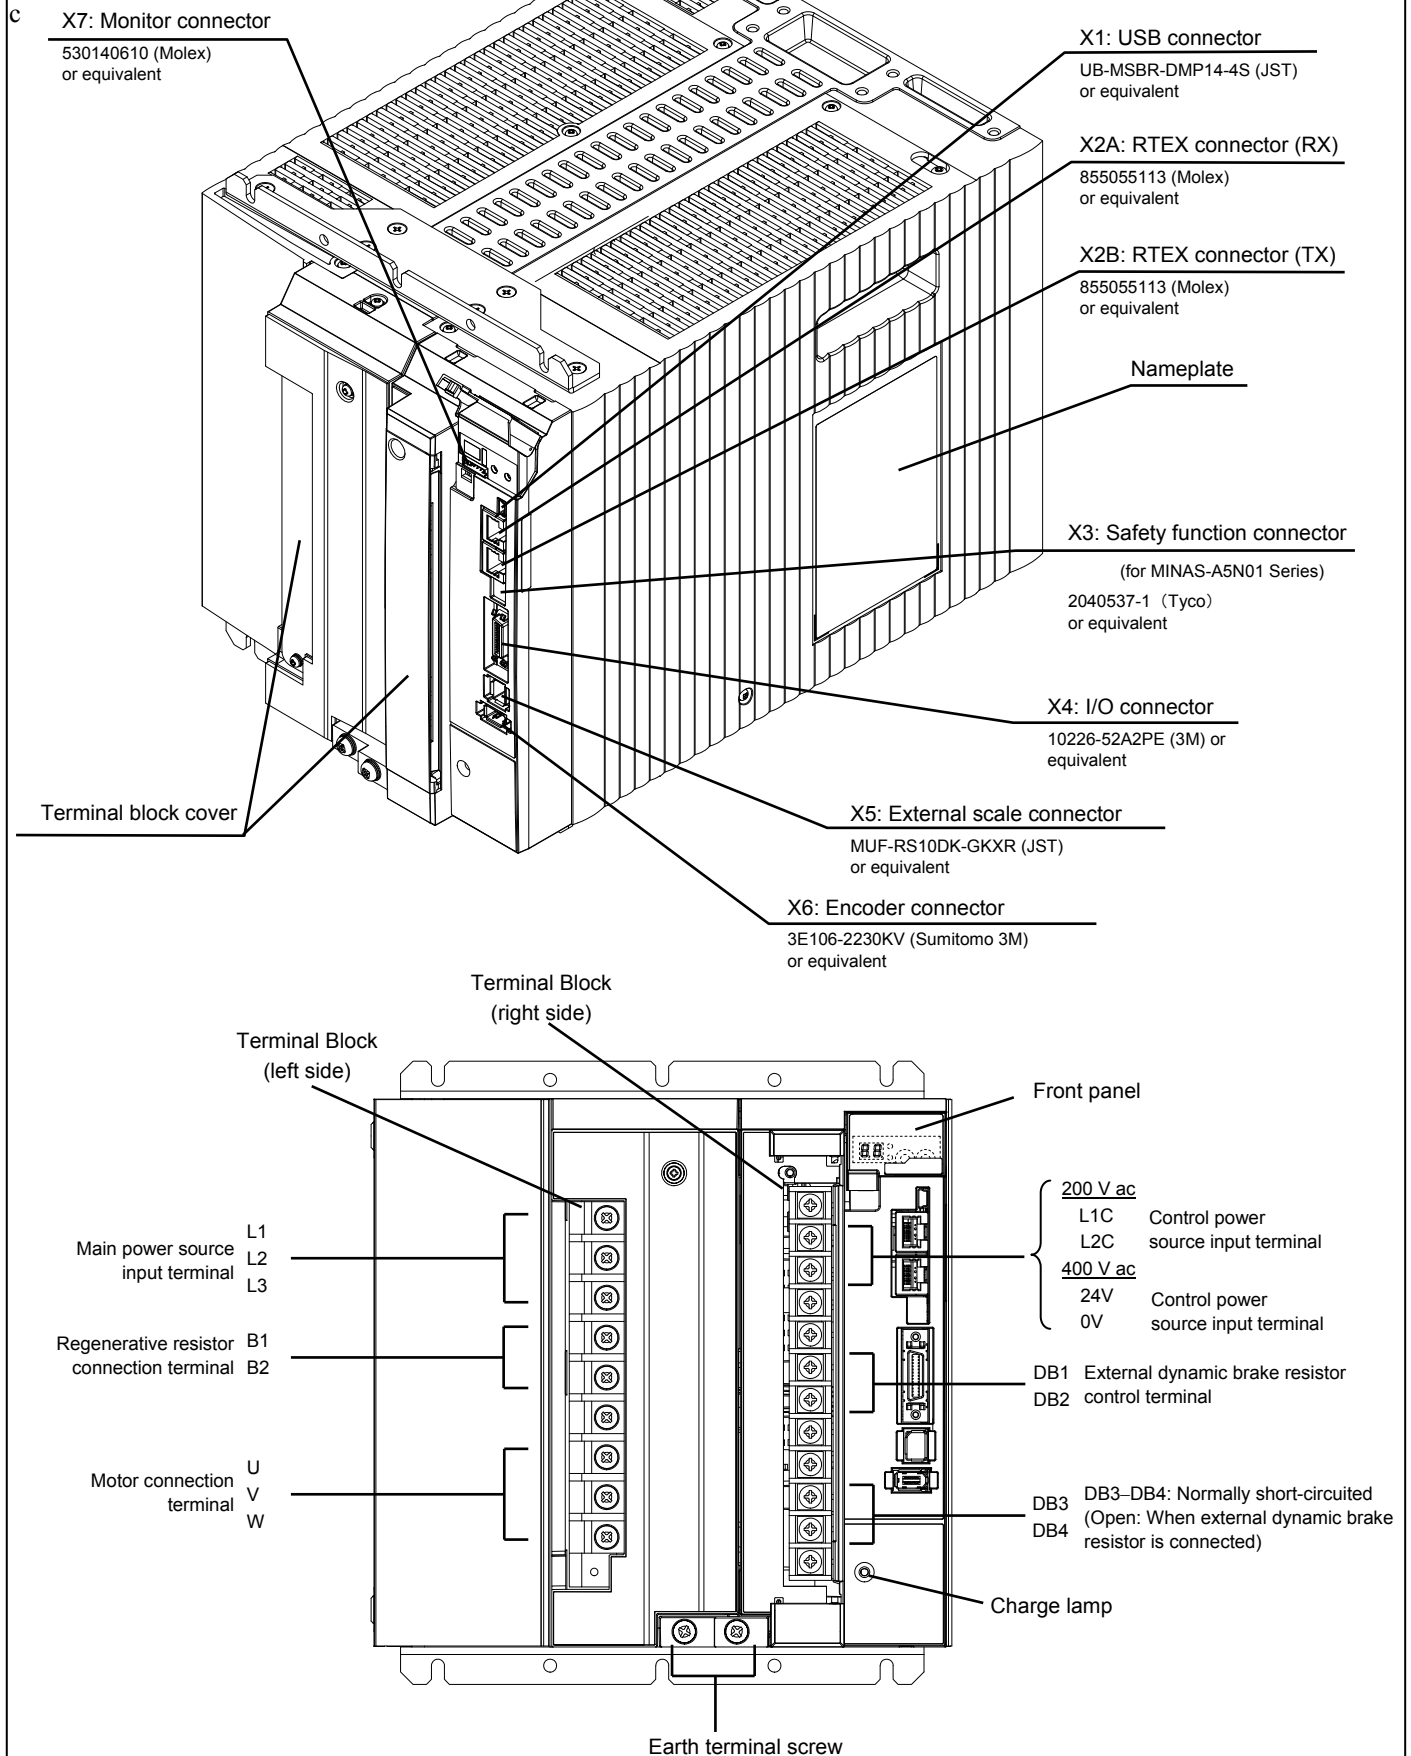 c
X7: Monitor connector
530140610 (Molex)
or equivalent
X1: USB connector
UB-MSBR-DMP14-4S (JST)
or equivalent
X2A: RTEX connector (RX)
855055113 (Molex)
or equivalent
X2B: RTEX connector (TX)
855055113 (Molex)
or equivalent
Nameplate
X3: Safety function connector
(for MINAS-A5N01 Series)
2040537-1（Tyco）
or equivalent
X4: I/O connector
10226-52A2PE (3M) or
equivalent
Terminal block cover
X5: External scale connector
MUF-RS10DK-GKXR (JST)
or equivalent
X6: Encoder connector
3E106-2230KV (Sumitomo 3M)
or equivalent
Terminal Block
(right side)
Terminal Block
(left side)
Front panel
88
Main power source
input terminal
L1
L2
L3
Regenerative resistor
connection terminal
B1
B2
Motor connection
terminal
U
V
W
200 V ac
L1C
L2C
Control power
source input terminal
400 V ac
24V
0V
Control power
source input terminal
DB1
DB2
External dynamic brake resistor
control terminal
DB3
DB4
DB3–DB4: Normally short-circuited
(Open: When external dynamic brake
resistor is connected)
Charge lamp
Earth terminal screw